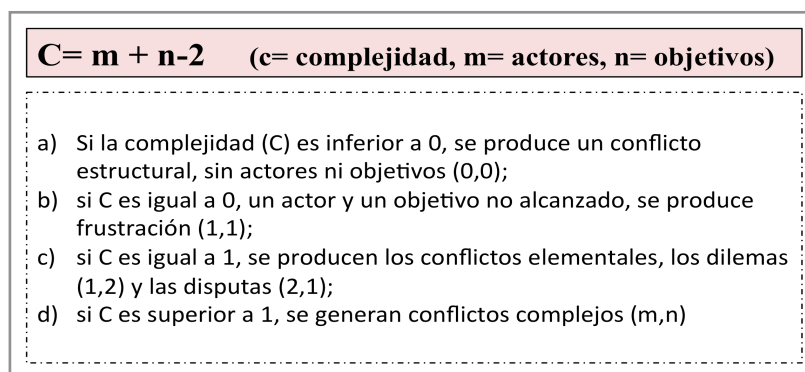 C= m + n-2 (c= complejidad, m= actores, n= objetivos)
a) Si la complejidad (C) es inferior a 0, se produce un conflicto
estructural, sin actores ni objetivos (0,0);
b) si C es igual a 0, un actor y un objetivo no alcanzado, se produce
frustración (1,1);
c) si C es igual a 1, se producen los conflictos elementales, los dilemas
(1,2) y las disputas (2,1);
d) si C es superior a 1, se generan conflictos complejos (m,n)